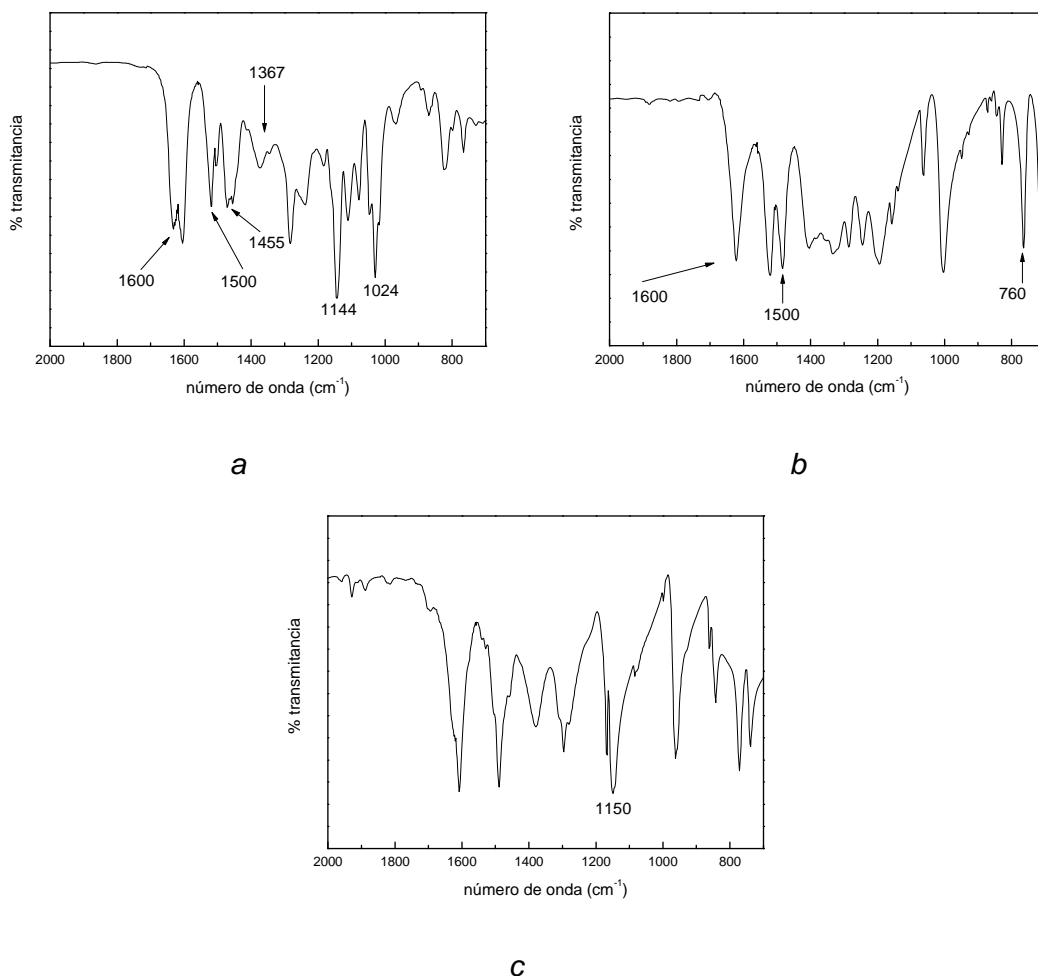 1367
1600
1500
1455
1144
1024
% transmitancia
2000 1800 1600 1400 1200 1000 800
número de onda (cm-1)
a
1600
1500
760
% transmitancia
2000 1800 1600 1400 1200 1000 800
número de onda (cm-1)
b
1150
% transmitancia
2000 1800 1600 1400 1200 1000 800
número de onda (cm-1)
c